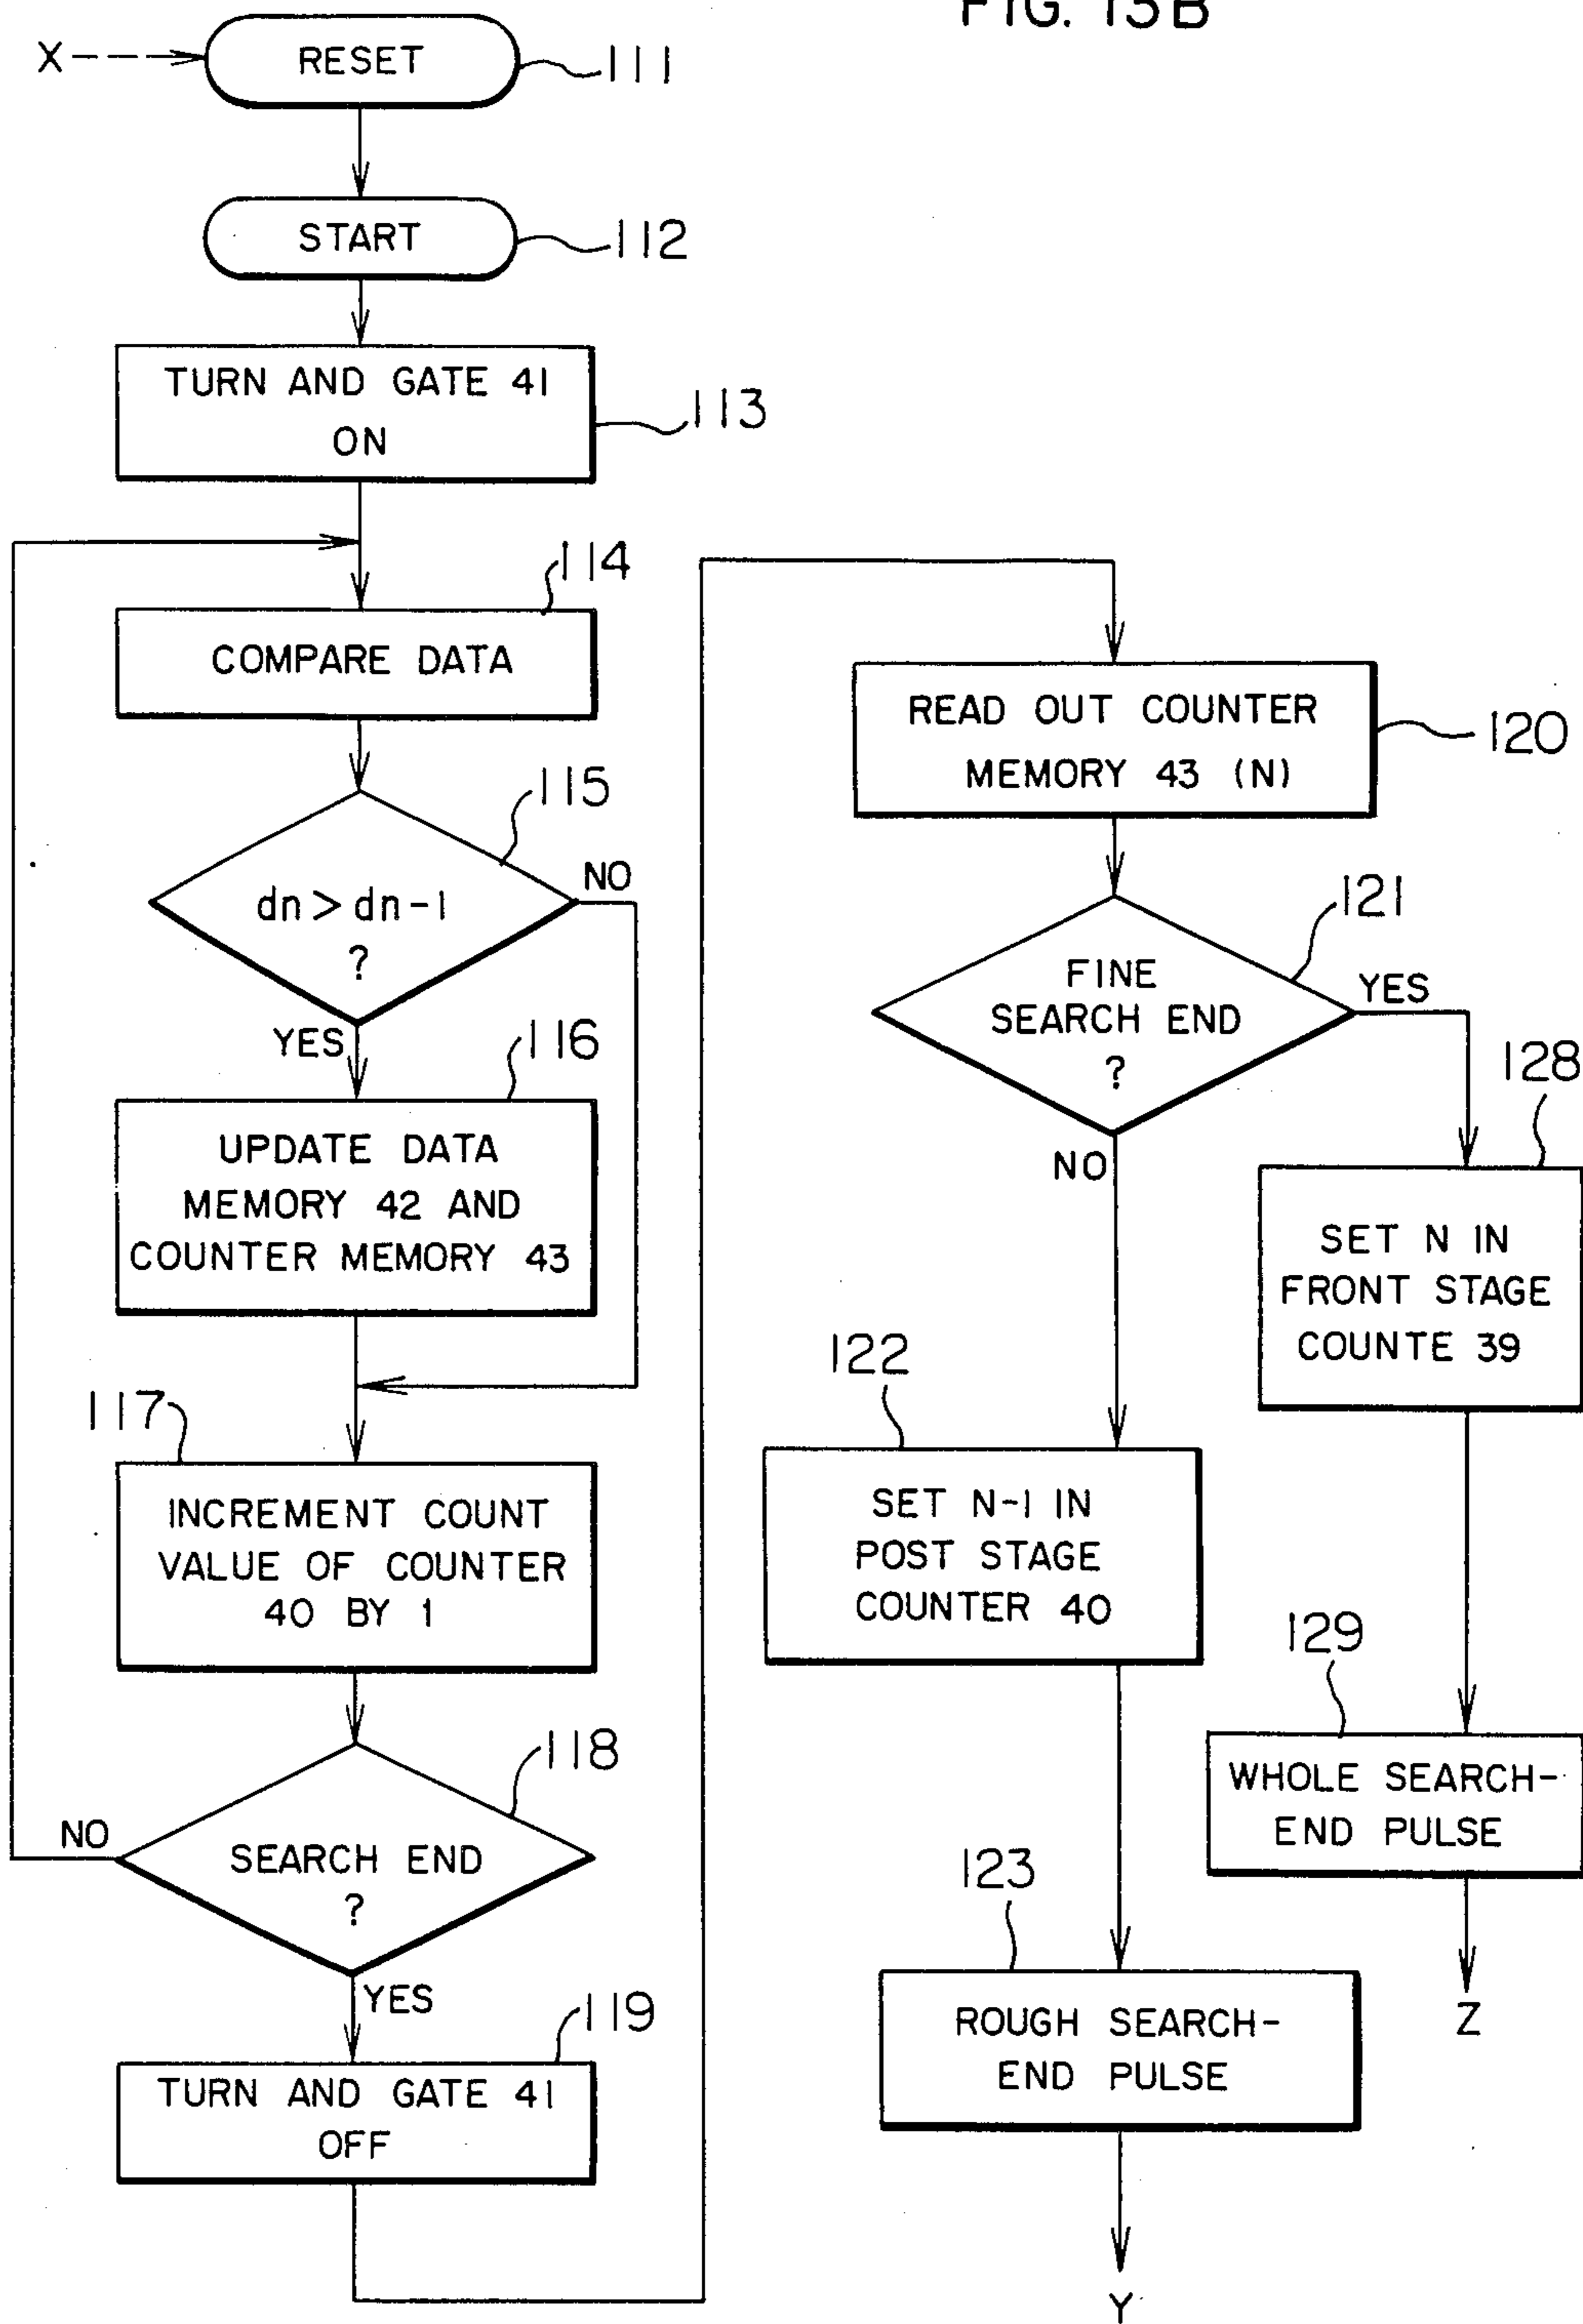 FIG. 13B
X
RESET
111
START
112
TURN AND GATE 41
ON
113
114
COMPARE DATA
115
dn > dn-1
?
NO
YES
116
UPDATE DATA
MEMORY 42 AND
COUNTER MEMORY 43
117
INCREMENT COUNT
VALUE OF COUNTER
40 BY 1
118
NO
SEARCH END
?
YES
119
TURN AND GATE 41
OFF
READ OUT COUNTER
MEMORY 43 (N)
120
121
FINE
SEARCH END
?
YES
NO
128
SET N IN
FRONT STAGE
COUNTE 39
122
SET N-1 IN
POST STAGE
COUNTER 40
129
WHOLE SEARCH-
END PULSE
Z
123
ROUGH SEARCH-
END PULSE
Y